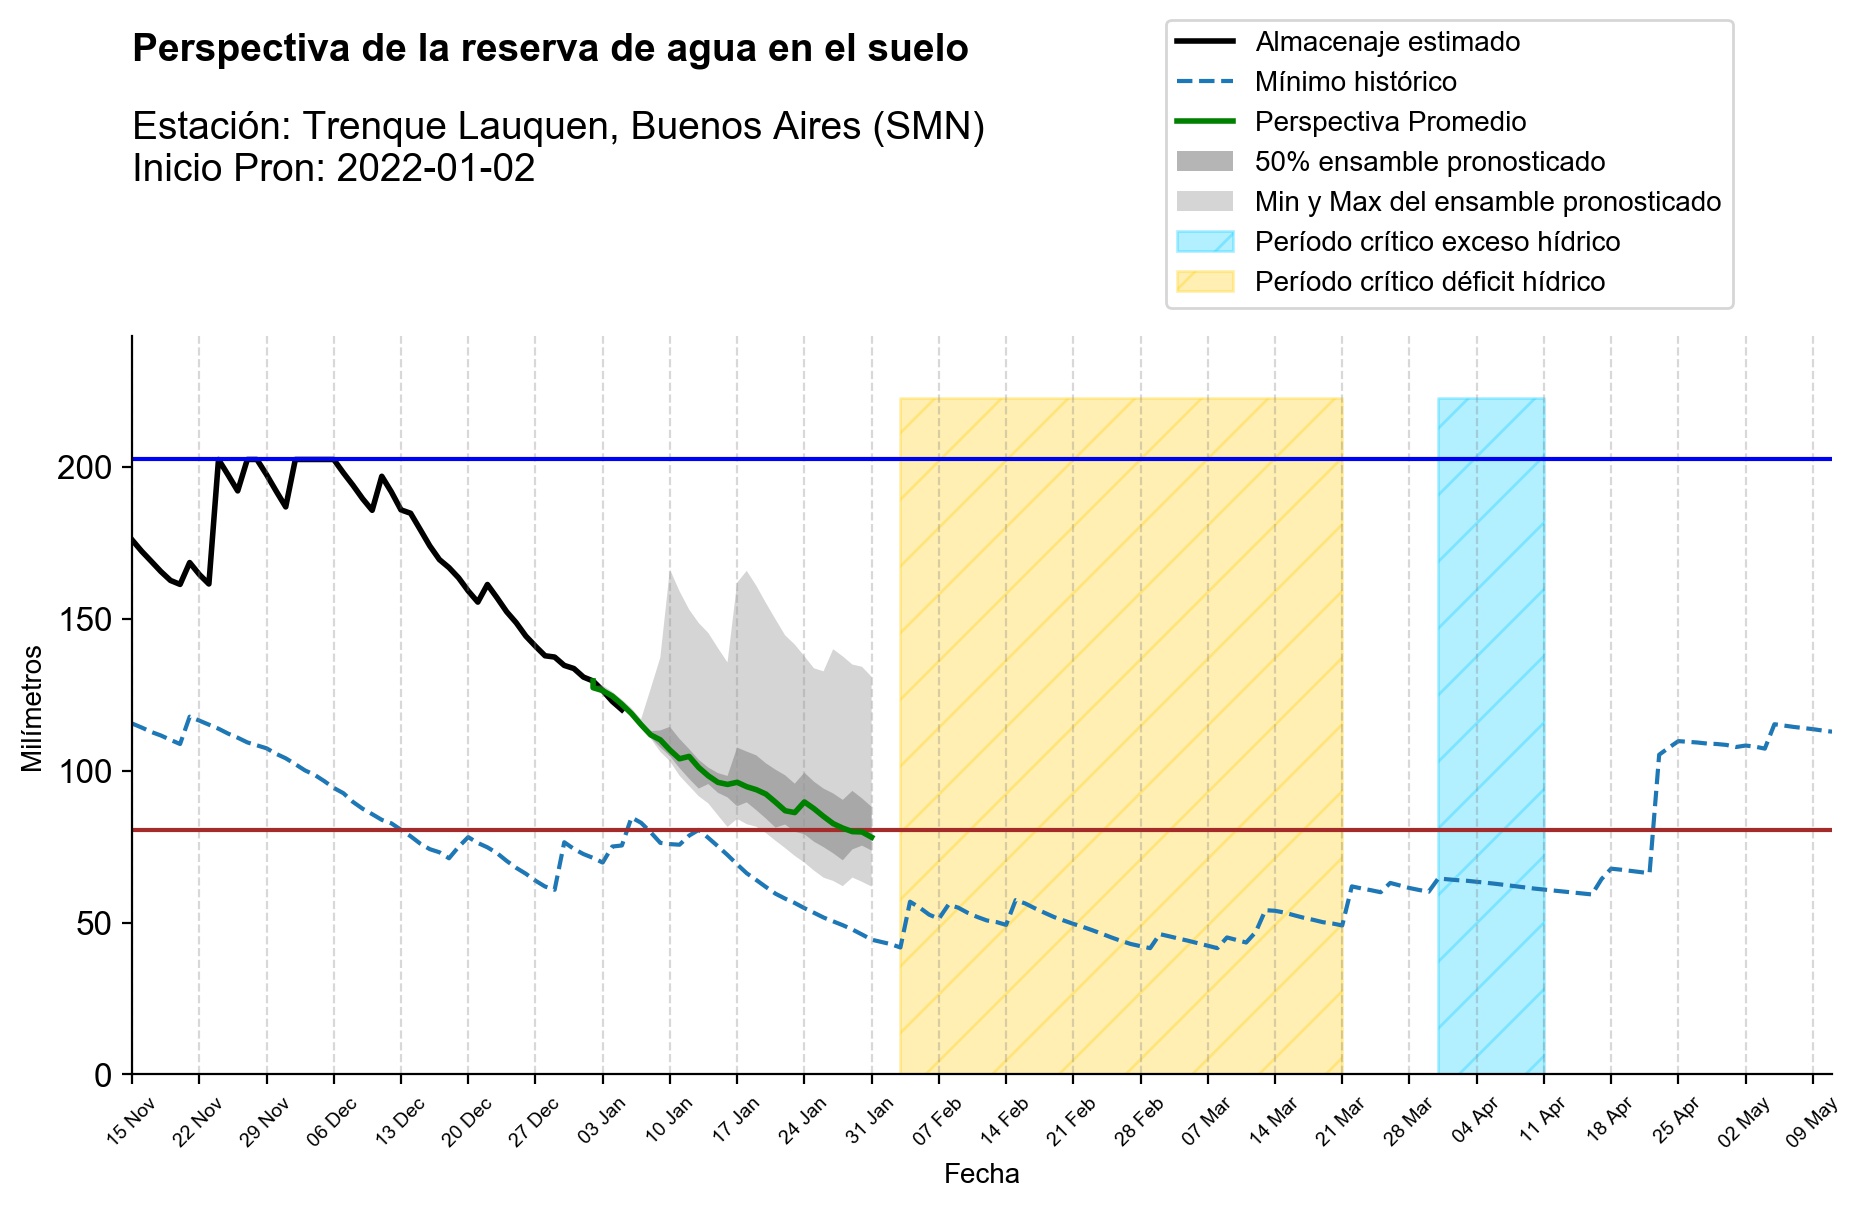 Perspectiva de la reserva de agua en el suelo
Estación: Trenque Lauquen, Buenos Aires (SMN)
Inicio Pron: 2022-01-02
Almacenaje estimado
Mínimo histórico
Perspectiva Promedio
50% ensamble pronosticado
Min y Max del ensamble pronosticado
Período crítico exceso hídrico
Período crítico déficit hídrico
Milímetros
200
150
100
50
0
15 Nov
22 Nov
29 Nov
06 Dec
13 Dec
20 Dec
27 Dec
03 Jan
10 Jan
17 Jan
24 Jan
31 Jan
07 Feb
14 Feb
21 Feb
28 Feb
07 Mar
14 Mar
21 Mar
28 Mar
04 Apr
11 Apr
18 Apr
25 Apr
02 May
09 May
Fecha